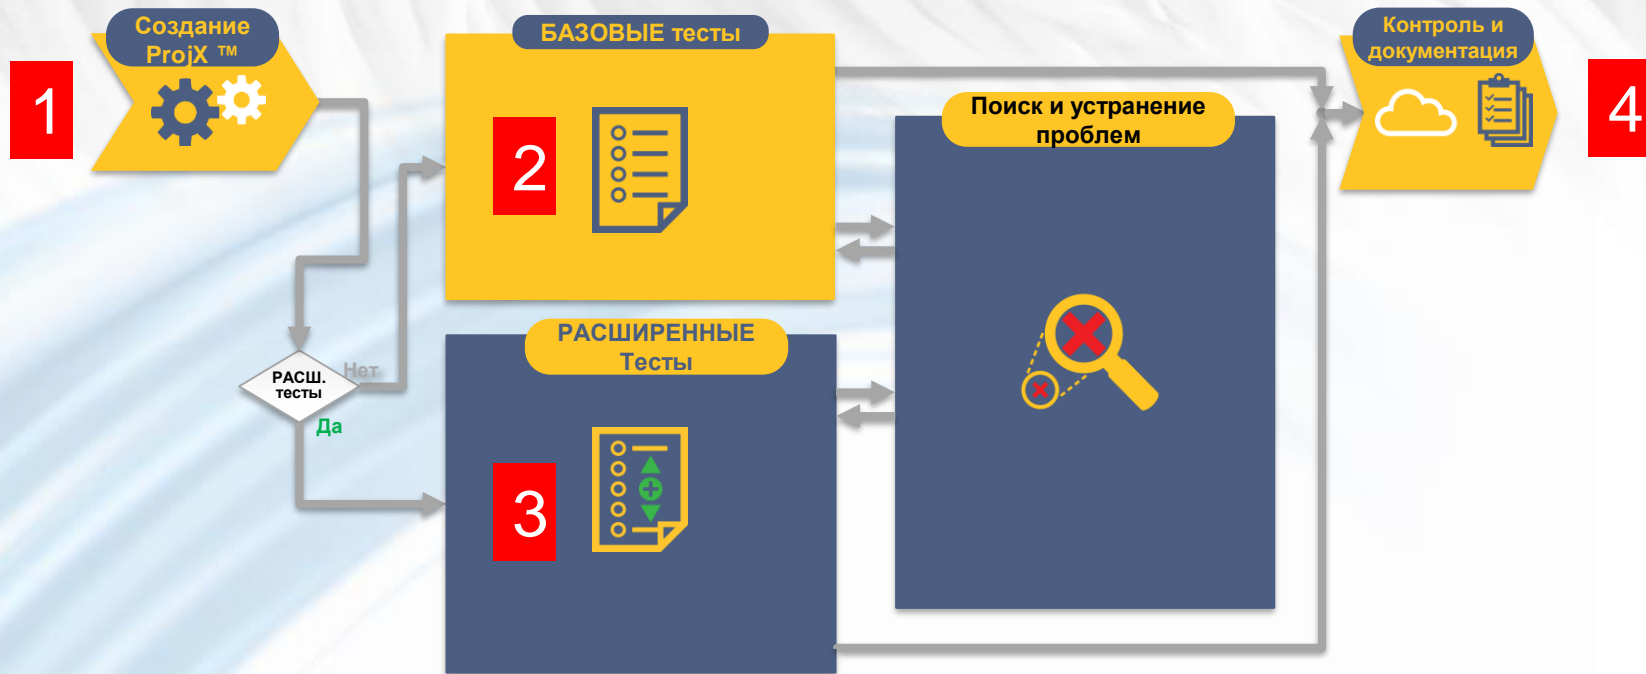 1
Создание
ProjX ™
БАЗОВЫЕ тесты
2
Поиск и устранение
проблем
Контроль и
документация
4
РАСШИРЕННЫЕ
Тесты
РАСШ.
тесты
Нет
Да
3